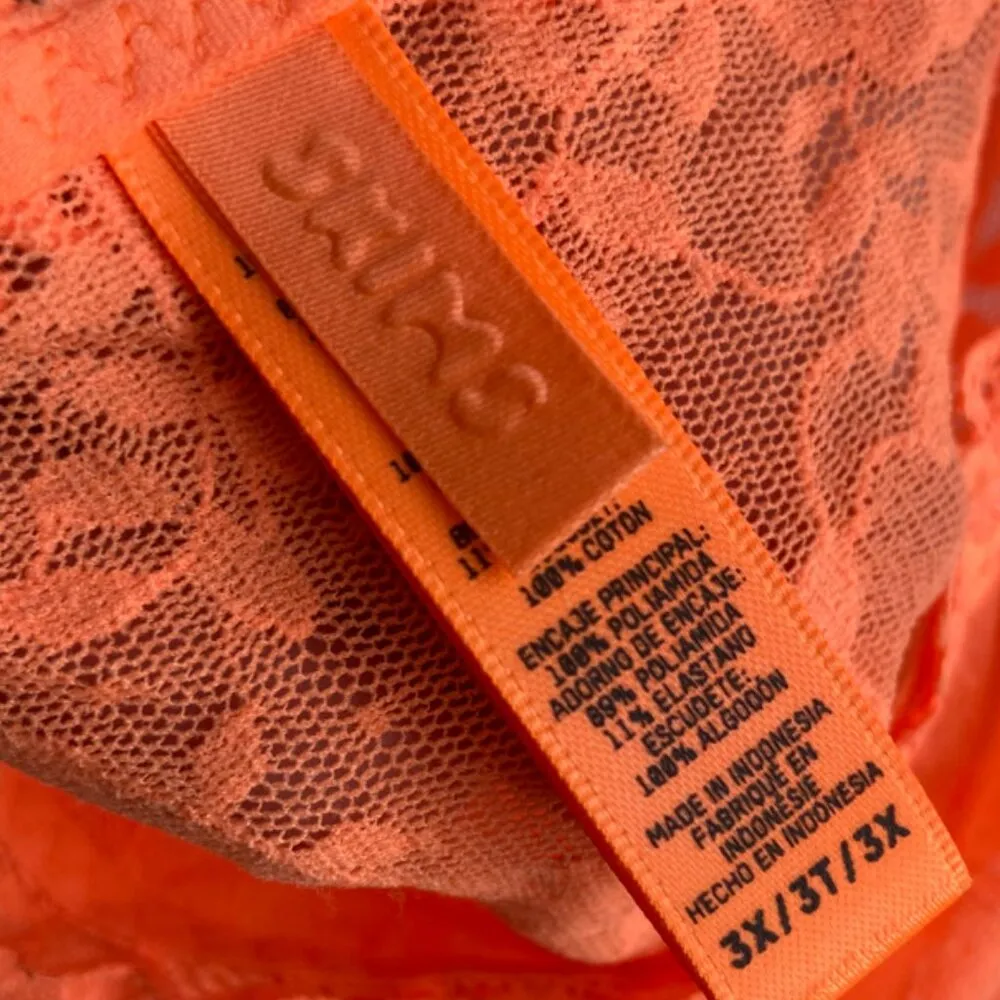 SKIMS
100% COTON
ENCAJE PRINCIPAL:
100% POLIAMIDA
ADORNO DE ENCAJE:
89% POLIAMIDA
11% ELASTANO
ESCUDETE:
100% ALGODÓN
MADE IN INDONESIA
FABRIQUÉ EN
INDONÉSIE
HECHO EN INDONESIA
3X/3T/3X